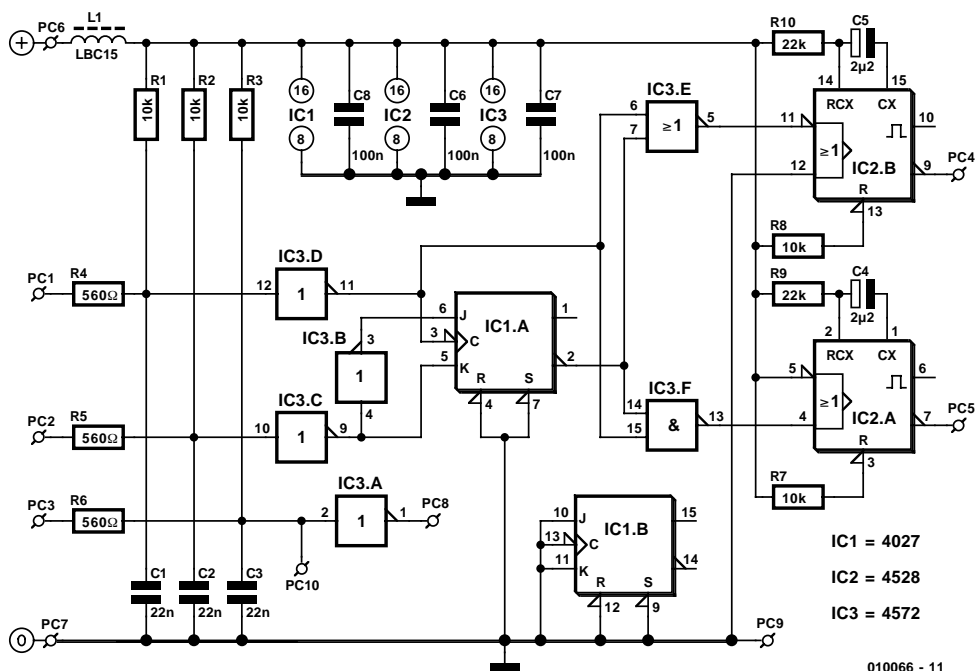 L1
PC6
LBC15
R1
10k
R2
10k
R3
10k
16
IC1
8
C8
100n
16
IC2
8
C6
100n
16
IC3
8
C7
100n
R10
22k
C5
2µ2
14
15
RCX
CX
11
10
≥1
IC2.B
12
9
PC4
R
13
IC3.E
6
7
≥1
5
R8
10k
R9
22k
C4
2µ2
2
1
RCX
CX
5
6
≥1
IC2.A
4
7
PC5
R
3
R7
10k
PC1
R4
560Ω
IC3.D
12
1
11
IC3.B
3
1
4
6
J
3
C
5
K
IC1.A
1
2
R
S
4
7
IC3.F
14
15
&
13
PC2
R5
560Ω
IC3.C
10
1
9
PC3
R6
560Ω
IC3.A
2
1
1
PC8
PC10
10
J
13
C
11
K
IC1.B
15
14
R
S
12
9
C1
22n
C2
22n
C3
22n
0
PC7
PC9
IC1 = 4027
IC2 = 4528
IC3 = 4572
010066 - 11